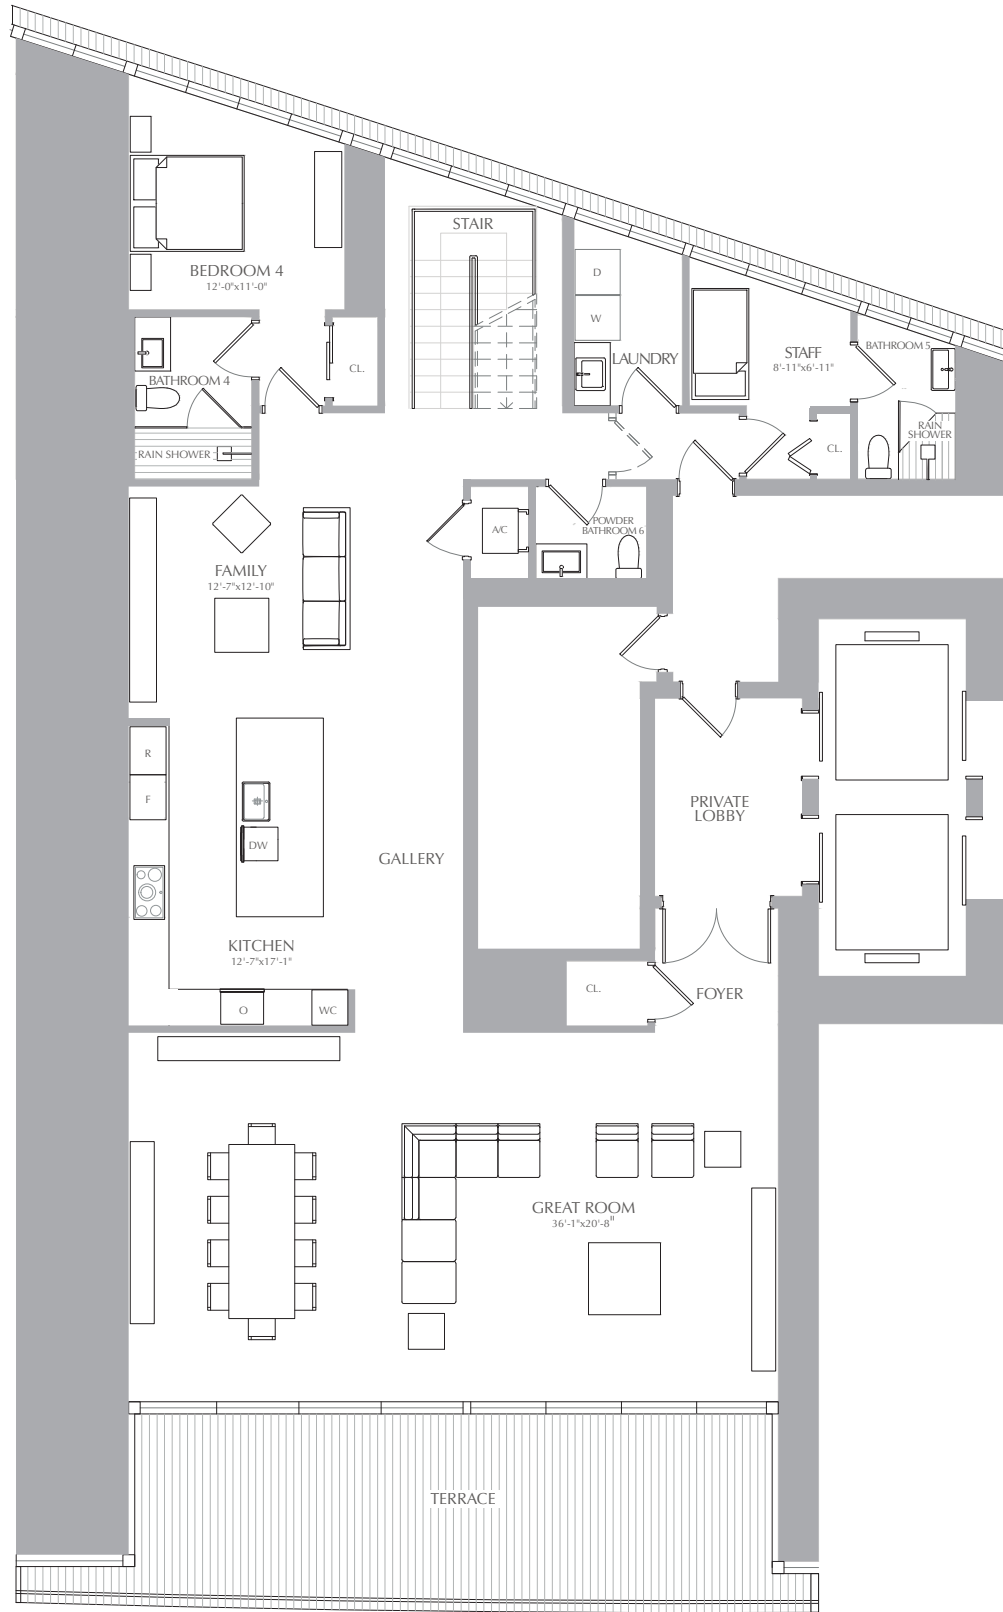 STAIR
BEDROOM 4
12'-0"x11'-0"
D
W
LAUNDRY
STAFF
8'-11"x6'-11"
BATHROOM 5
CL.
BATHROOM 4
RAIN
SHOWER
CL.
RAIN SHOWER
A/C
POWDER
BATHROOM 6
FAMILY
12'-7"x12'-10"
R
F
DW
PRIVATE
LOBBY
GALLERY
KITCHEN
12'-7"x17'-1"
CL.
FOYER
O
WC
GREAT ROOM
36'-1"x20'-8"
TERRACE